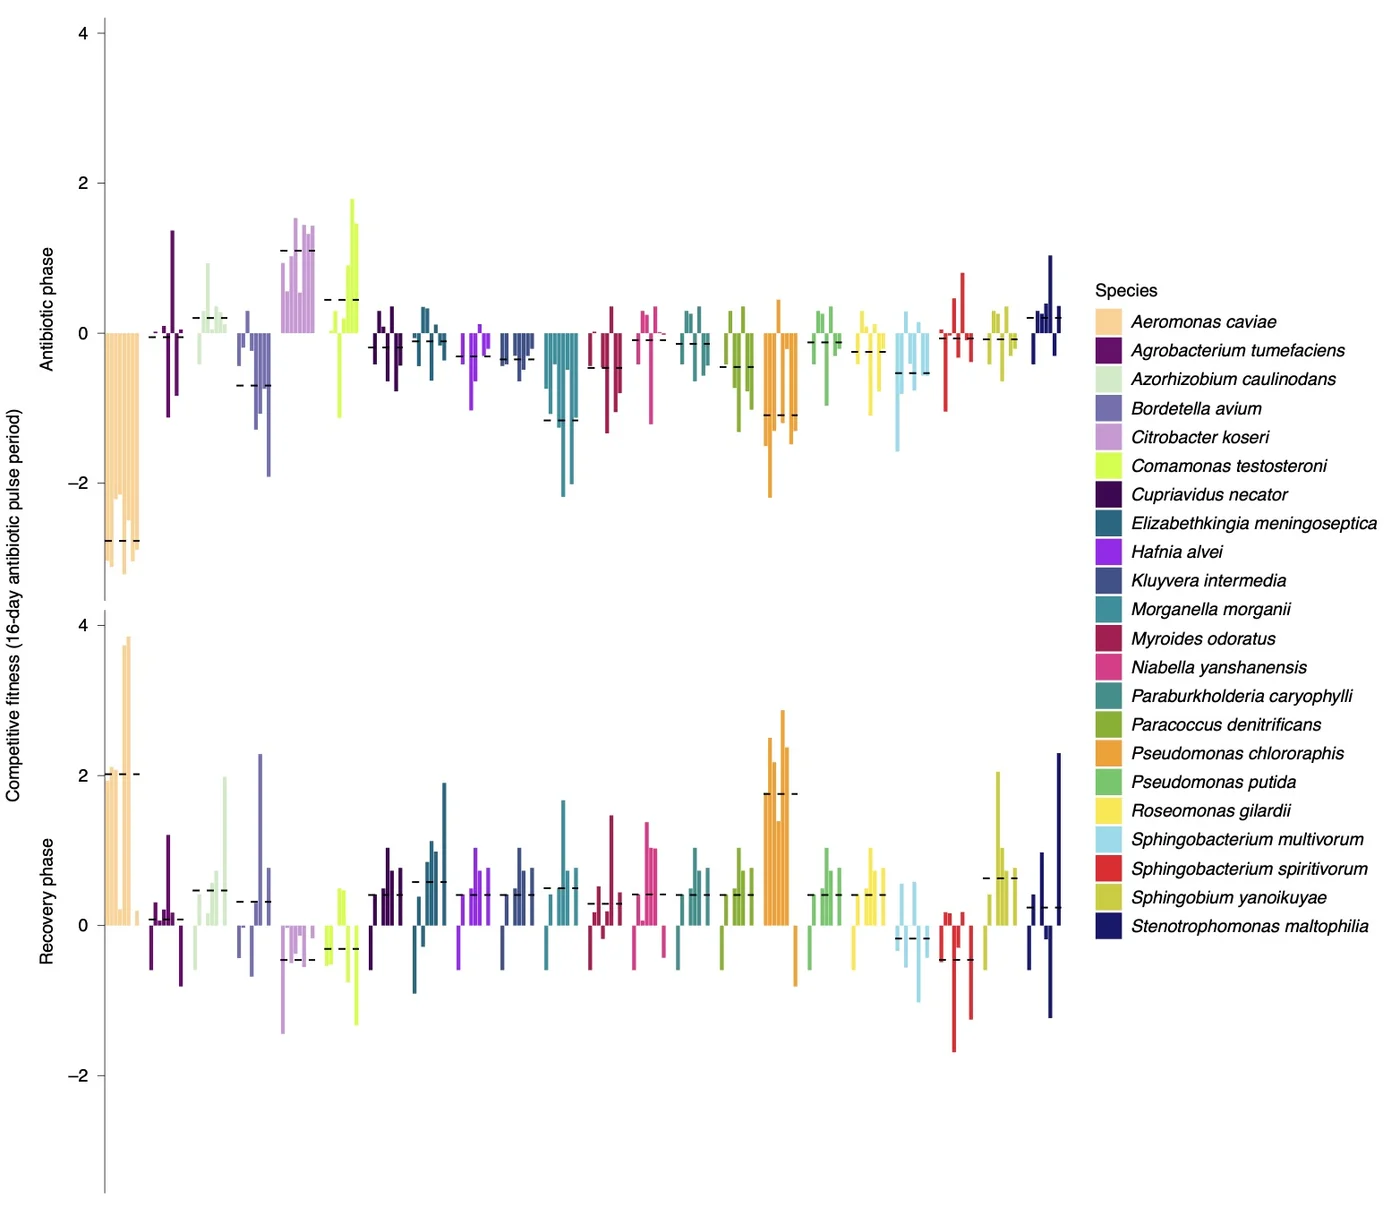 Competitive fitness (16-day antibiotic pulse period)
Antibiotic phase
4
2
0
−2
Recovery phase
4
2
0
−2
Species
Aeromonas caviae
Agrobacterium tumefaciens
Azorhizobium caulinodans
Bordetella avium
Citrobacter koseri
Comamonas testosteroni
Cupriavidus necator
Elizabethkingia meningoseptica
Hafnia alvei
Kluyvera intermedia
Morganella morganii
Myroides odoratus
Niabella yanshanensis
Paraburkholderia caryophylli
Paracoccus denitrificans
Pseudomonas chlororaphis
Pseudomonas putida
Roseomonas gilardii
Sphingobacterium multivorum
Sphingobacterium spiritivorum
Sphingobium yanoikuyae
Stenotrophomonas maltophilia